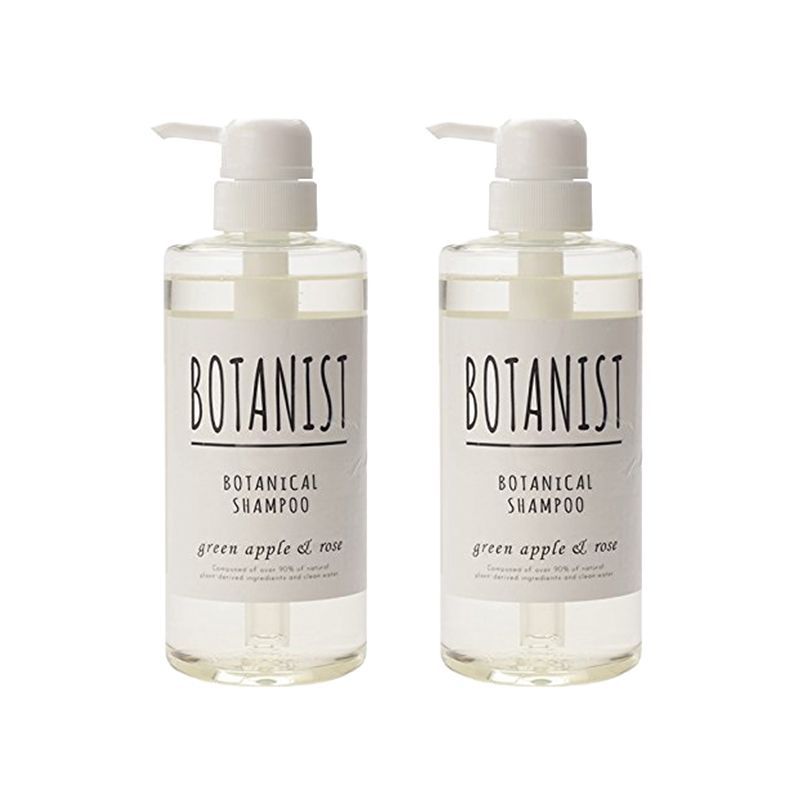 BOTANIST
BOTANICAL
SHAMPOO
green apple & rose
Composed of over 90% of natural
plant-derived ingredients and clean water.
BOTANIST
BOTANICAL
SHAMPOO
green apple & rose
Composed of over 90% of natural
plant-derived ingredients and clean water.